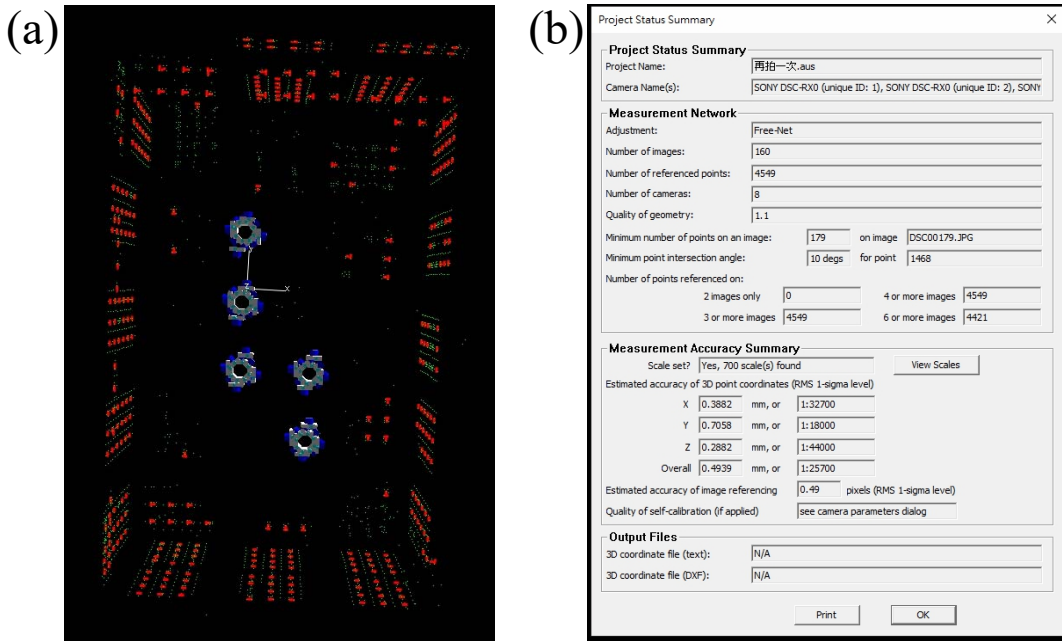 (a)
Y
Z
X
(b)
Project Status Summary
Project Status Summary
Project Name: 再拍一次.aus
Camera Name(s): SONY DSC-RX0 (unique ID: 1), SONY DSC-RX0 (unique ID: 2), SONY
Measurement Network
Adjustment: Free-Net
Number of images: 160
Number of referenced points: 4549
Number of cameras: 8
Quality of geometry: 1.1
Minimum number of points on an image: 179 on image DSC00179.JPG
Minimum point intersection angle: 10 degs for point 1468
Number of points referenced on:
2 images only 0 4 or more images 4549
3 or more images 4549 6 or more images 4421
Measurement Accuracy Summary
Scale set? Yes, 700 scale(s) found View Scales
Estimated accuracy of 3D point coordinates (RMS 1-sigma level)
X 0.3882 mm, or 1:32700
Y 0.7058 mm, or 1:18000
Z 0.2882 mm, or 1:44000
Overall 0.4939 mm, or 1:25700
Estimated accuracy of image referencing 0.49 pixels (RMS 1-sigma level)
Quality of self-calibration (if applied) see camera parameters dialog
Output Files
3D coordinate file (text): N/A
3D coordinate file (DXF): N/A
Print OK